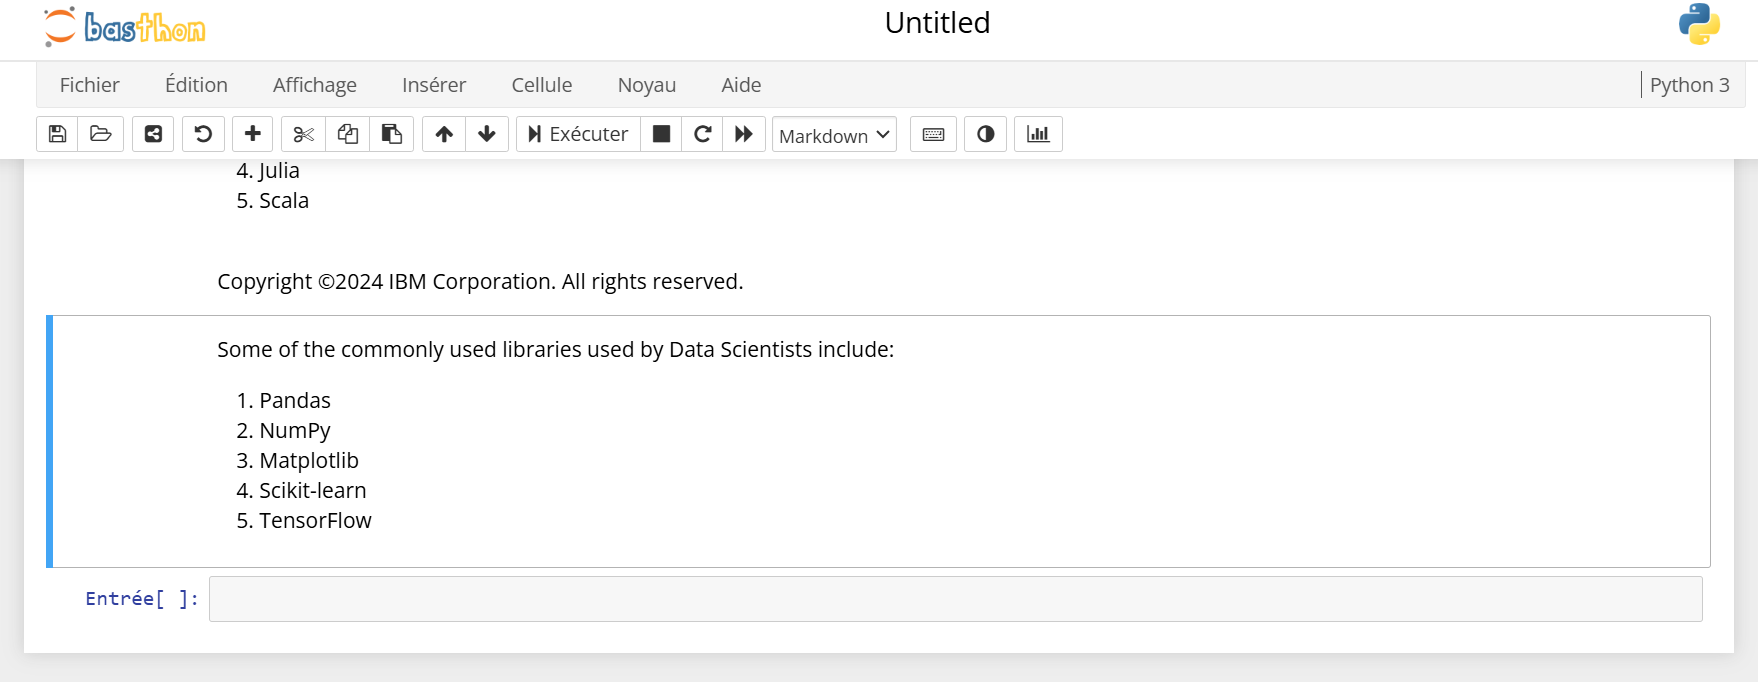 basthon
Untitled
Fichier Édition Affichage Insérer Cellule Noyau Aide Python 3
Exécuter Markdown
4. Julia
5. Scala
Copyright ©2024 IBM Corporation. All rights reserved.
Some of the commonly used libraries used by Data Scientists include:
1. Pandas
2. NumPy
3. Matplotlib
4. Scikit-learn
5. TensorFlow
Entrée[ ]: